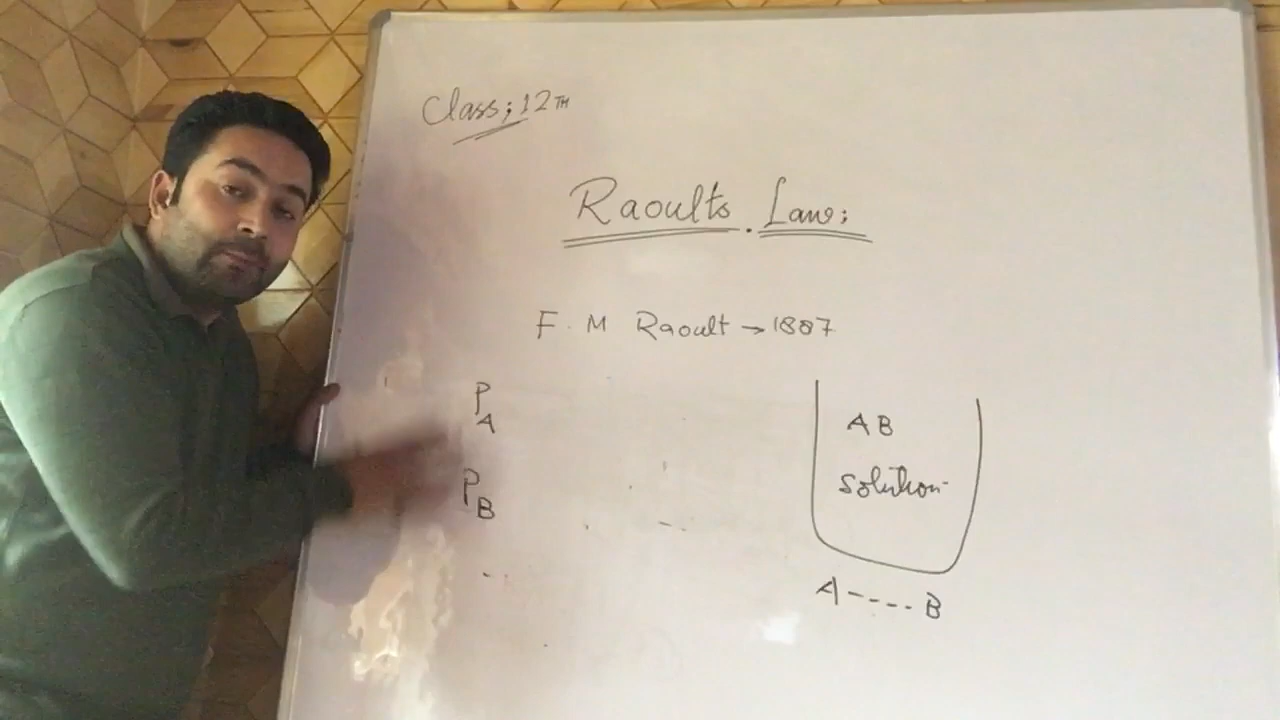 Class; 12TH
Raoults. Law;
F. M Raoult → 1887
PA
PB
AB
solution
A----B